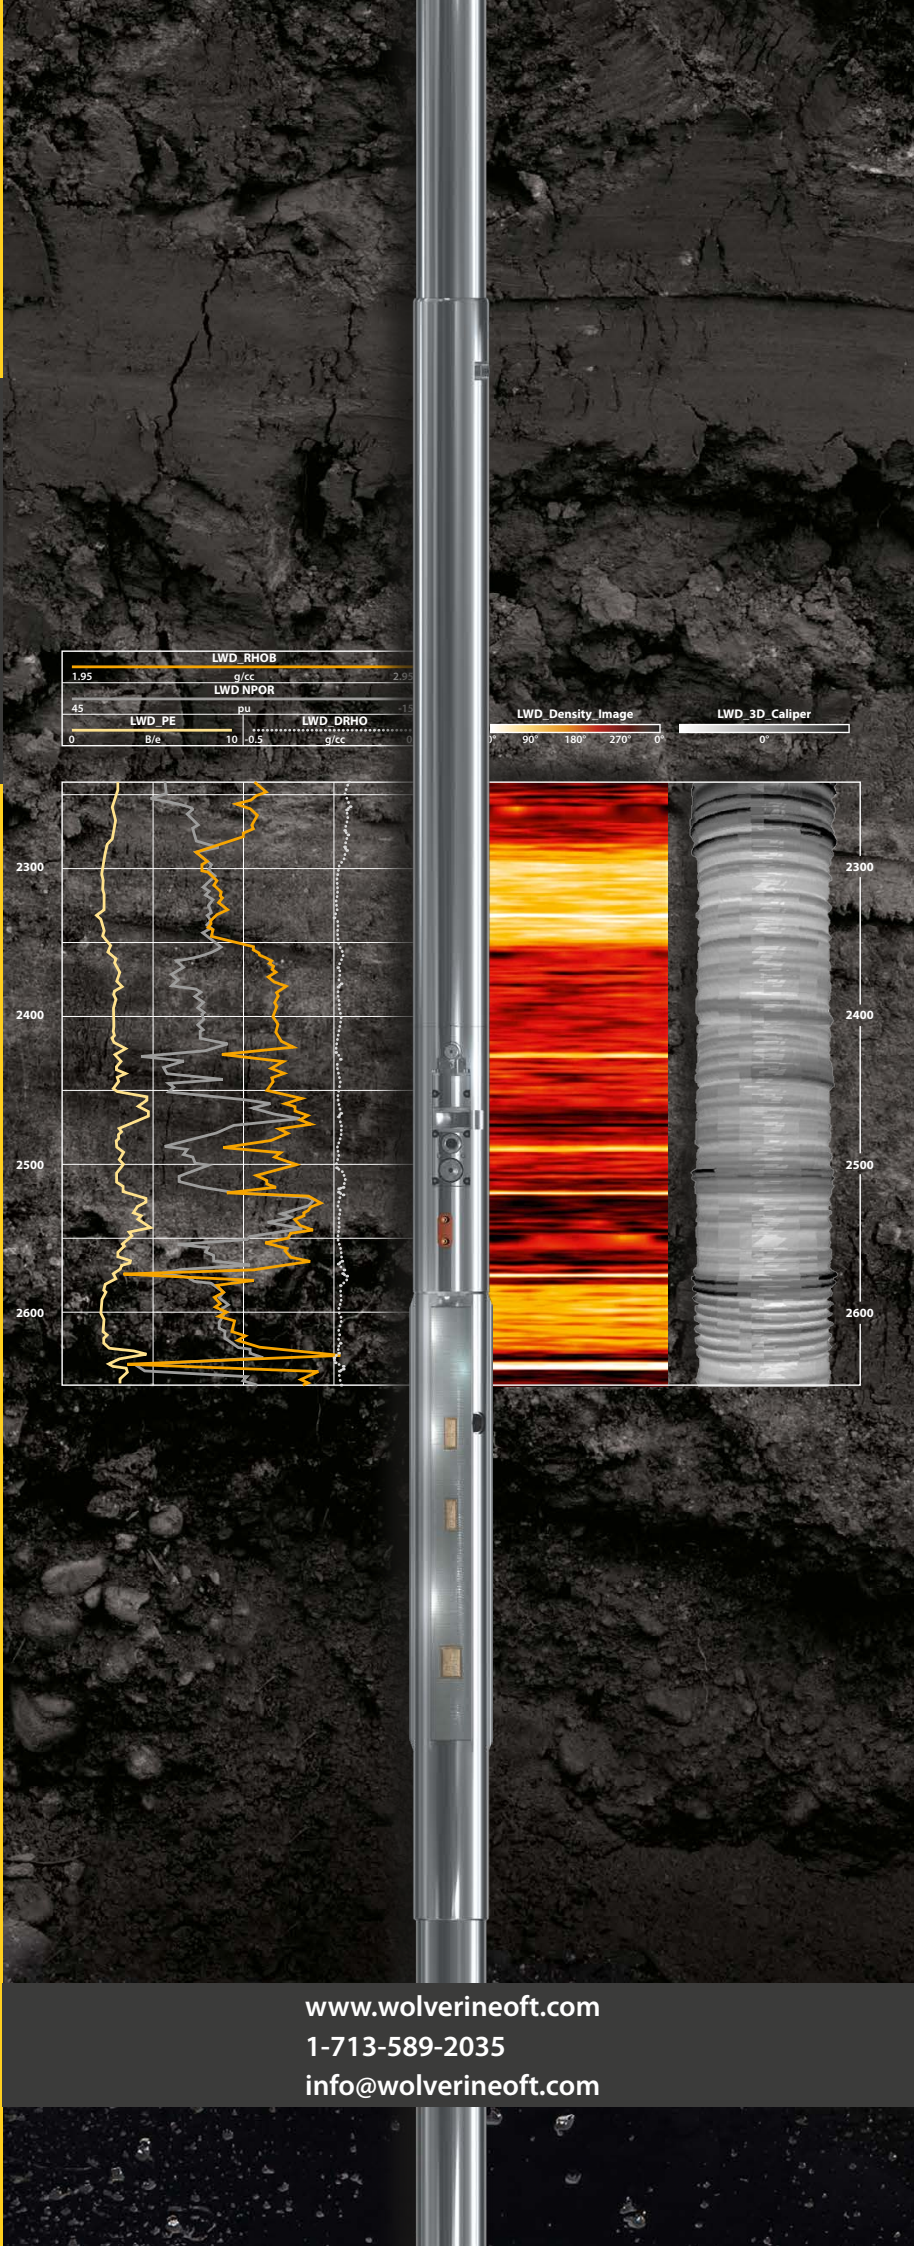 LWD_RHOB
1.95 g/cc 2.95
LWD NPOR
45 pu -15
LWD_PE LWD_DRHO
0 B/e 10 -0.5 g/cc 0
LWD_Density_Image LWD_3D_Caliper
0° 90° 180° 270° 0° 0°
2300 2300
2400 2400
2500 2500
2600 2600
www.wolverineoft.com
1-713-589-2035
info@wolverineoft.com